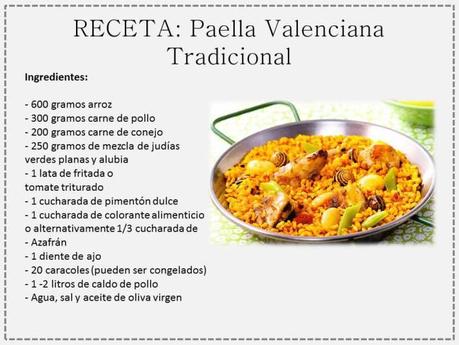 RECETA: Paella Valenciana
Tradicional
Ingredientes:
- 600 gramos arroz
- 300 gramos carne de pollo
- 200 gramos carne de conejo
- 250 gramos de mezcla de judías
verdes planas y alubia
- 1 lata de fritada o
tomate triturado
- 1 cucharada de pimentón dulce
- 1 cucharada de colorante alimenticio
o alternativamente 1/3 cucharada de
- Azafrán
- 1 diente de ajo
- 20 caracoles (pueden ser congelados)
- 1 -2 litros de caldo de pollo
- Agua, sal y aceite de oliva virgen